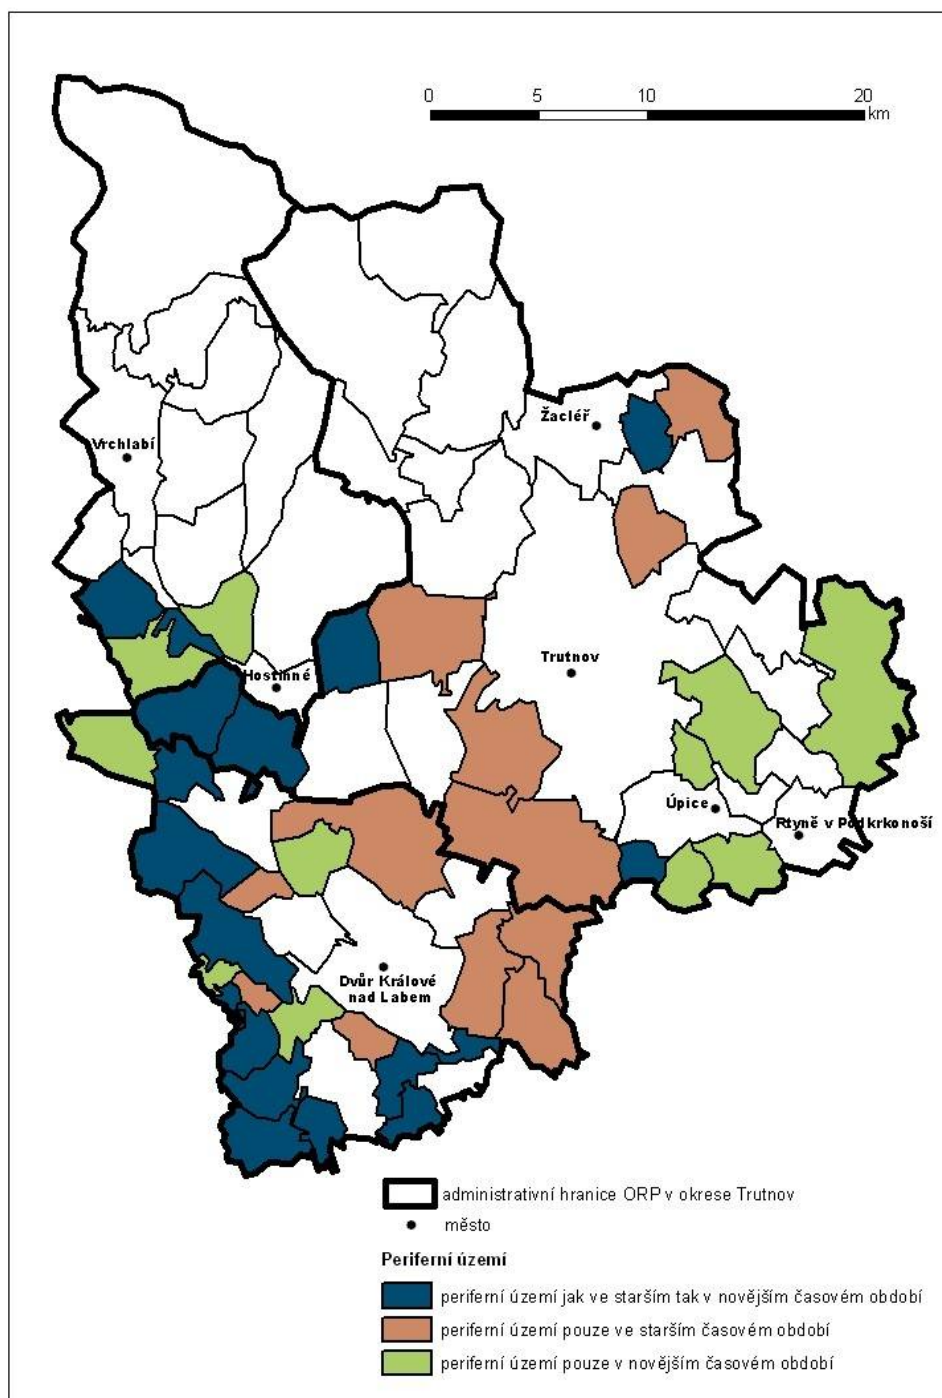 0 5 10 20
km
Žacléř
Vrchlabí
Trutnov
Hostinné
Úpice
Rtyně v Podkrkonoší
Dvůr Králové
nad Labem
administrativní hranice ORP v okrese Trutnov
město
Periferní území
periferní území jak ve starším tak v novějším časovém období
periferní území pouze ve starším časovém období
periferní území pouze v novějším časovém období